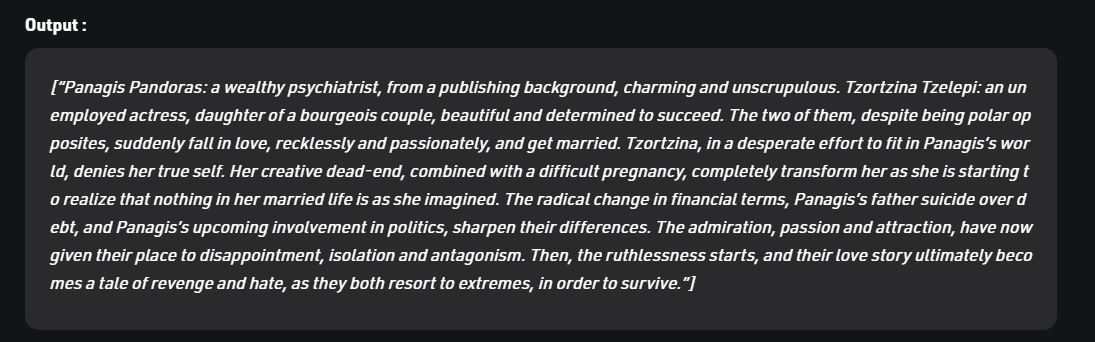 Output :
["Panagis Pandoras: a wealthy psychiatrist, from a publishing background, charming and unscrupulous. Tzortzina Tzelepi: an un
employed actress, daughter of a bourgeois couple, beautiful and determined to succeed. The two of them, despite being polar op
posites, suddenly fall in love, recklessly and passionately, and get married. Tzortzina, in a desperate effort to fit in Panagis's wor
ld, denies her true self. Her creative dead-end, combined with a difficult pregnancy, completely transform her as she is starting t
o realize that nothing in her married life is as she imagined. The radical change in financial terms, Panagis's father suicide over d
ebt, and Panagis's upcoming involvement in politics, sharpen their differences. The admiration, passion and attraction, have now
given their place to disappointment, isolation and antagonism. Then, the ruthlessness starts, and their love story ultimately beco
mes a tale of revenge and hate, as they both resort to extremes, in order to survive."]